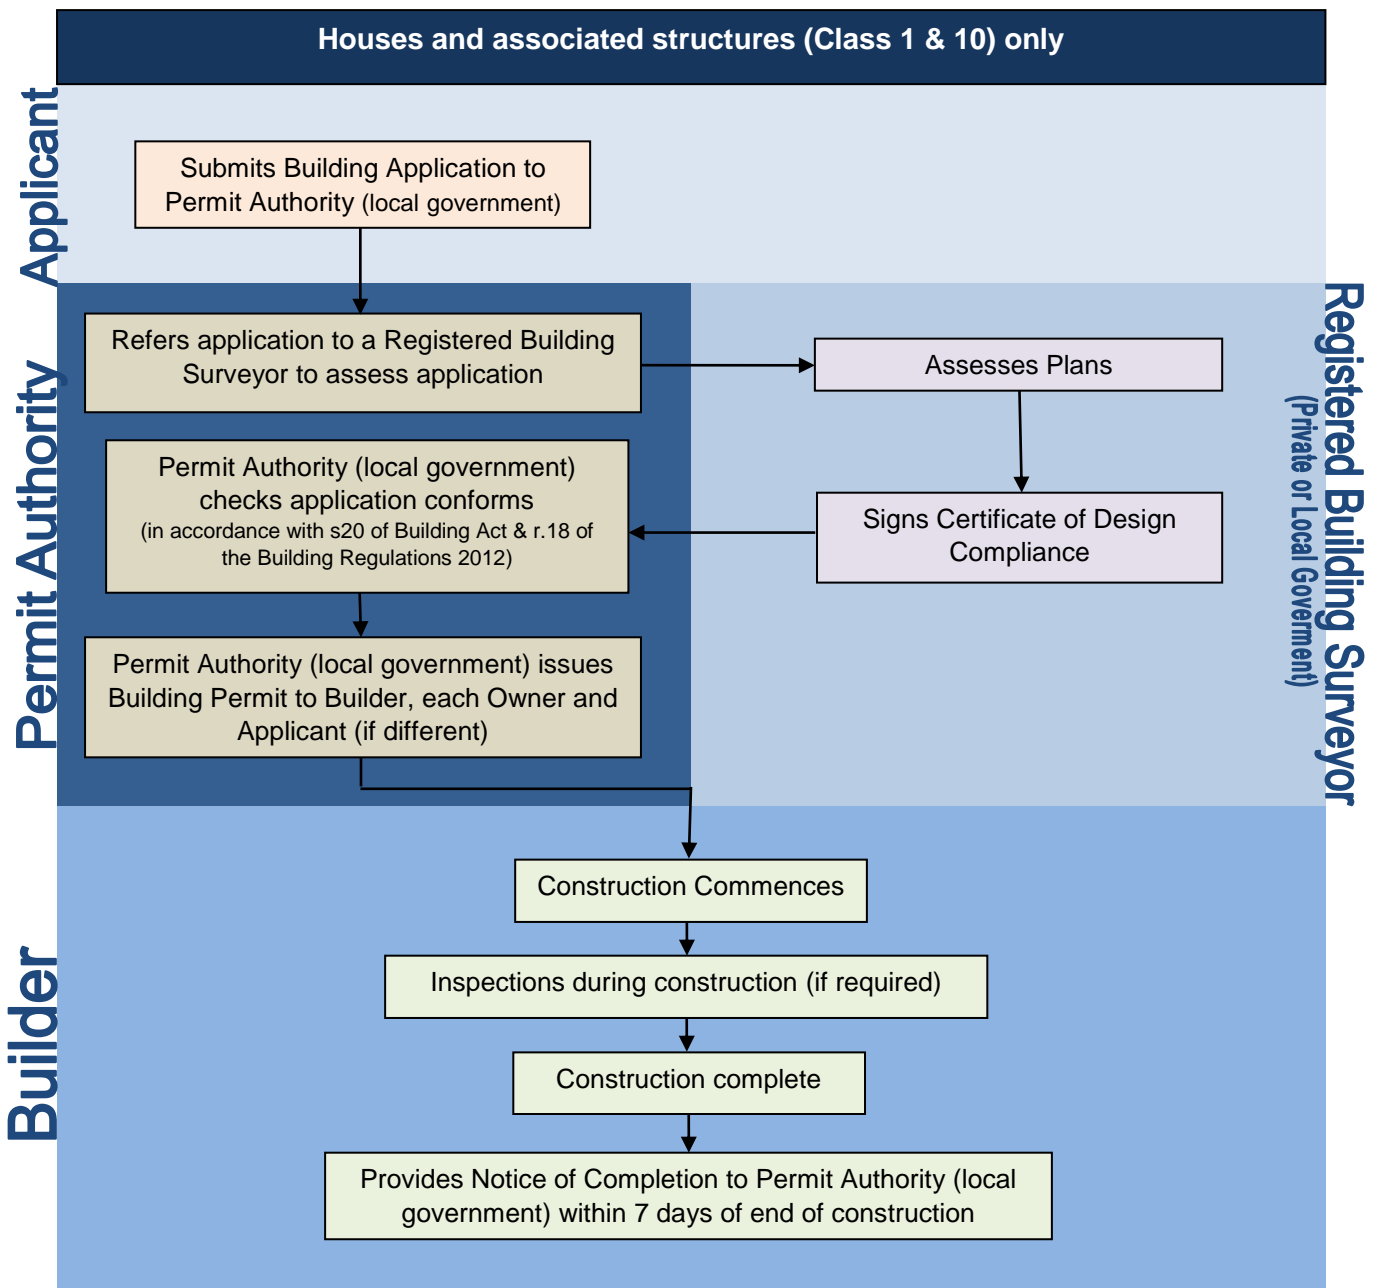 Houses and associated structures (Class 1 & 10) only
Applicant
Submits Building Application to
Permit Authority (local government)
Permit Authority
Refers application to a Registered Building
Surveyor to assess application
Assesses Plans
Registered Building Surveyor
(Private or Local Goverment)
Permit Authority (local government)
checks application conforms
(in accordance with s20 of Building Act & r.18 of
the Building Regulations 2012)
Signs Certificate of Design
Compliance
Permit Authority (local government) issues
Building Permit to Builder, each Owner and
Applicant (if different)
Builder
Construction Commences
Inspections during construction (if required)
Construction complete
Provides Notice of Completion to Permit Authority (local
government) within 7 days of end of construction